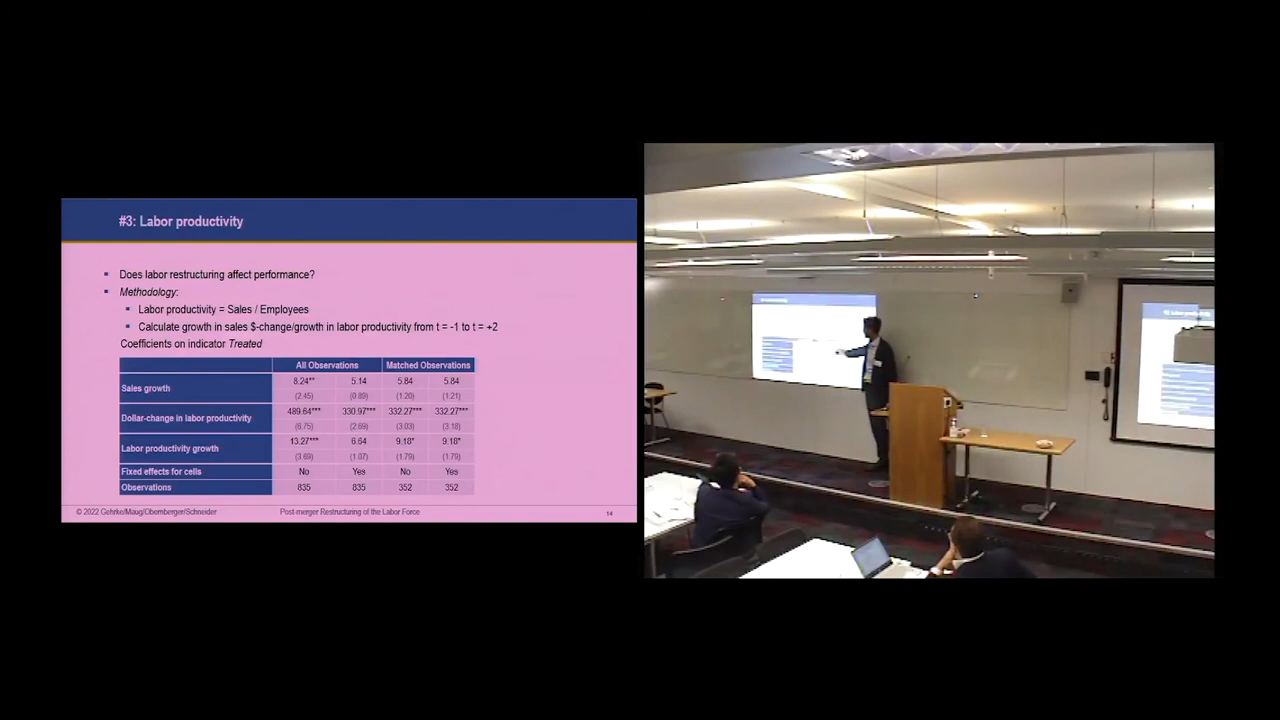 #3: Labor productivity
Does labor restructuring affect performance?
Methodology:
Labor productivity = Sales / Employees
Calculate growth in sales $-change/growth in labor productivity from t = -1 to t = +2
Coefficients on indicator Treated
All Observations Matched Observations
Sales growth 8.24** 5.14 5.84 5.84
(2.45) (0.89) (1.20) (1.21)
Dollar-change in labor productivity 489.64*** 330.97*** 332.27*** 332.27***
(6.75) (2.69) (3.03) (3.18)
Labor productivity growth 13.27*** 6.64 9.18* 9.18*
(3.69) (1.07) (1.79) (1.79)
Fixed effects for cells No Yes No Yes
Observations 835 835 352 352
© 2022 Gehrke/Maug/Obernberger/Schneider Post-merger Restructuring of the Labor Force 14